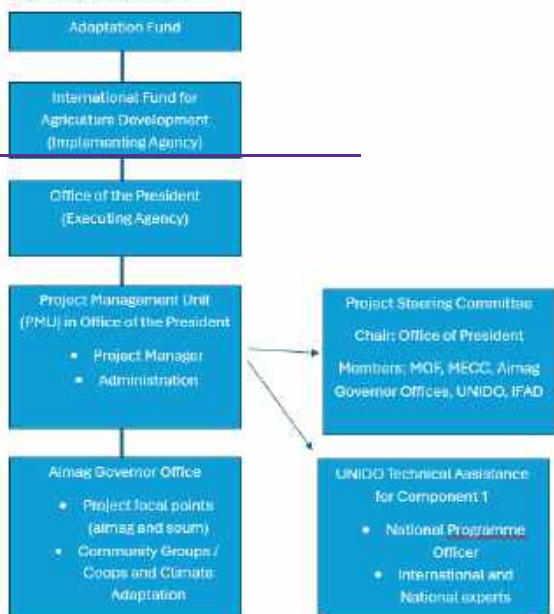 Adaptation Fund
International Fund for
Agriculture Development
(Implementing Agency)
Office of the President
(Executing Agency)
Project Management Unit
(PMU) in Office of the President
• Project Manager
• Administration
Project Steering Committee
Chair: Office of President
Members: MOF, MECC, Aimag
Governor Offices, UNIDO, IFAD
Aimag Governor Office
• Project focal points
(aimag and soum)
• Community Groups /
Coops and Climate
Adaptation
UNIDO Technical Assistance
for Component 1
• National Programme
Officer
• International and
National experts